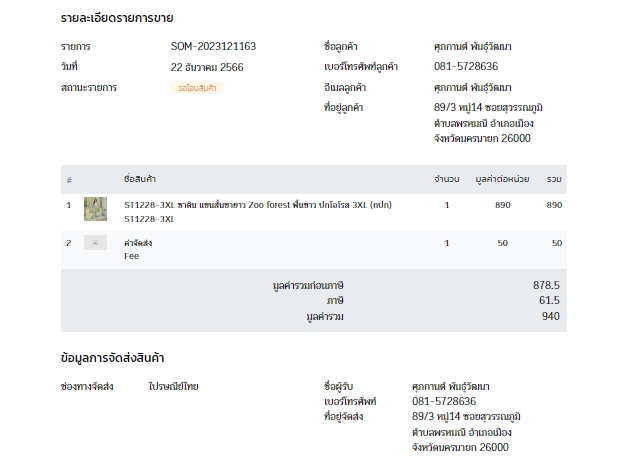 รายละเอียดรายการขาย
รายการ SOM-2023121163 ชื่อลูกค้า ศุภกานต์ พันธุ์วัฒนา
วันที่ 22 ธันวาคม 2566 เบอร์โทรศัพท์ลูกค้า 081-5728636
สถานะรายการ รอโอนสินค้า อีเมลลูกค้า ศุภกานต์ พันธุ์วัฒนา
ที่อยู่ลูกค้า 89/3 หมู่14 ซอยสุวรรณภูมิ
ตำบลพรหมณี อำเภอเมือง
จังหวัดนครนายก 26000
# ชื่อสินค้า จำนวน มูลค่าต่อหน่วย รวม
1 ST1228-3XL ซาติน แขนสั้นขายาว Zoo forest พื้นขาว ปกโอโรส 3XL (กปก) 1 890 890
ST1228-3XL
2 ค่าจัดส่ง 1 50 50
Fee
มูลค่ารวมก่อนภาษี 878.5
ภาษี 61.5
มูลค่ารวม 940
ข้อมูลการจัดส่งสินค้า
ช่องทางจัดส่ง ไปรษณีย์ไทย ชื่อผู้รับ ศุภกานต์ พันธุ์วัฒนา
เบอร์โทรศัพท์ 081-5728636
ที่อยู่จัดส่ง 89/3 หมู่14 ซอยสุวรรณภูมิ
ตำบลพรหมณี อำเภอเมือง
จังหวัดนครนายก 26000